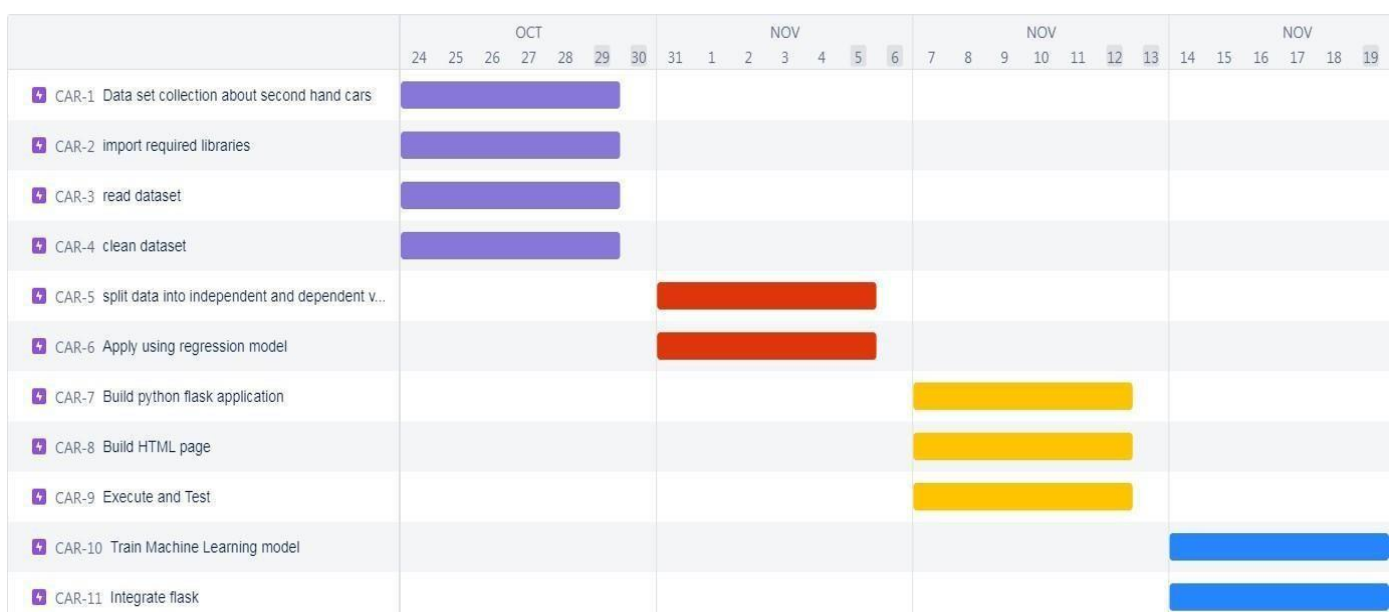 OCT NOV NOV NOV
24 25 26 27 28 29 30 31 1 2 3 4 5 6 7 8 9 10 11 12 13 14 15 16 17 18 19
CAR-1 Data set collection about second hand cars
CAR-2 import required libraries
CAR-3 read dataset
CAR-4 clean dataset
CAR-5 split data into independent and dependent v...
CAR-6 Apply using regression model
CAR-7 Build python flask application
CAR-8 Build HTML page
CAR-9 Execute and Test
CAR-10 Train Machine Learning model
CAR-11 Integrate flask